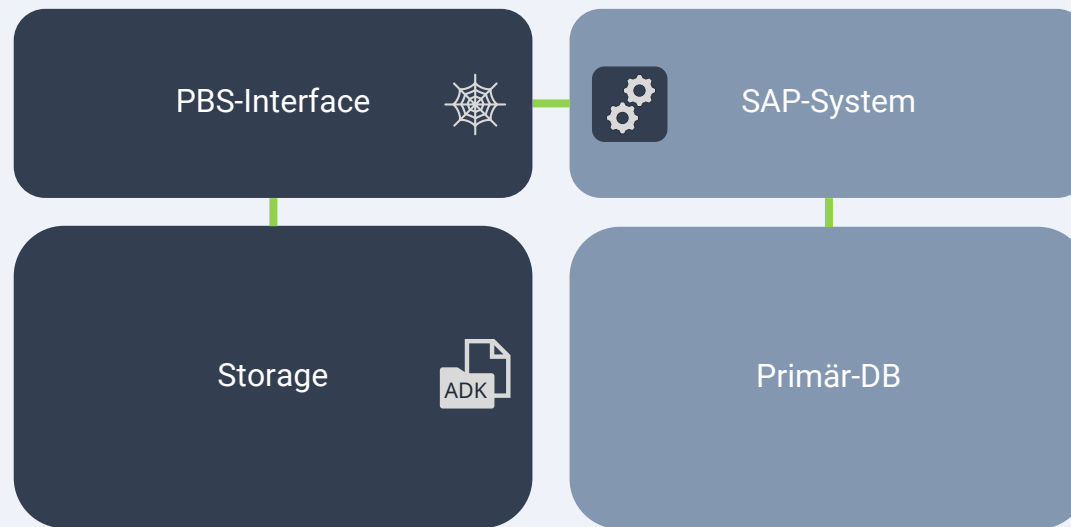 PBS-Interface
SAP-System
Storage
ADK
Primär-DB